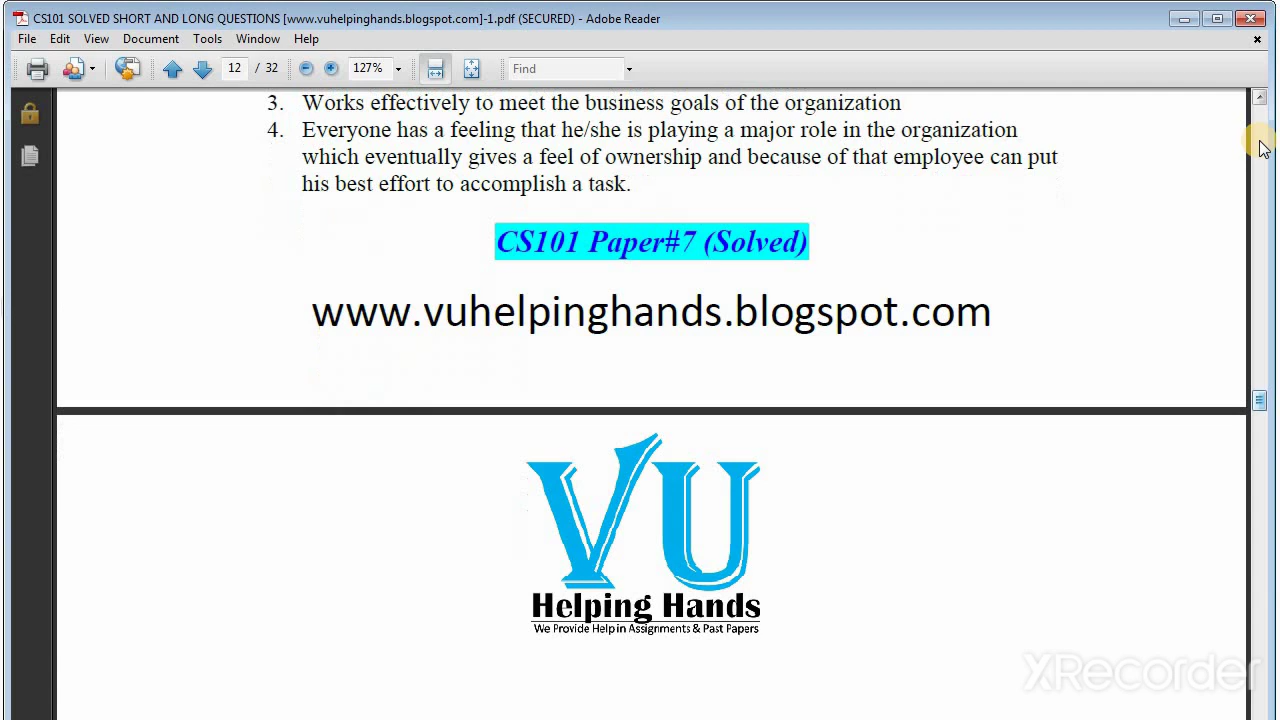 CS101 SOLVED SHORT AND LONG QUESTIONS [www.vuhelpinghands.blogspot.com]-1.pdf (SECURED) - Adobe Reader
File Edit View Document Tools Window Help
12 / 32 127% Find
3. Works effectively to meet the business goals of the organization
4. Everyone has a feeling that he/she is playing a major role in the organization
which eventually gives a feel of ownership and because of that employee can put
his best effort to accomplish a task.
CS101 Paper#7 (Solved)
www.vuhelpinghands.blogspot.com
VU
Helping Hands
We Provide Help in Assignments & Past Papers
XRecorder